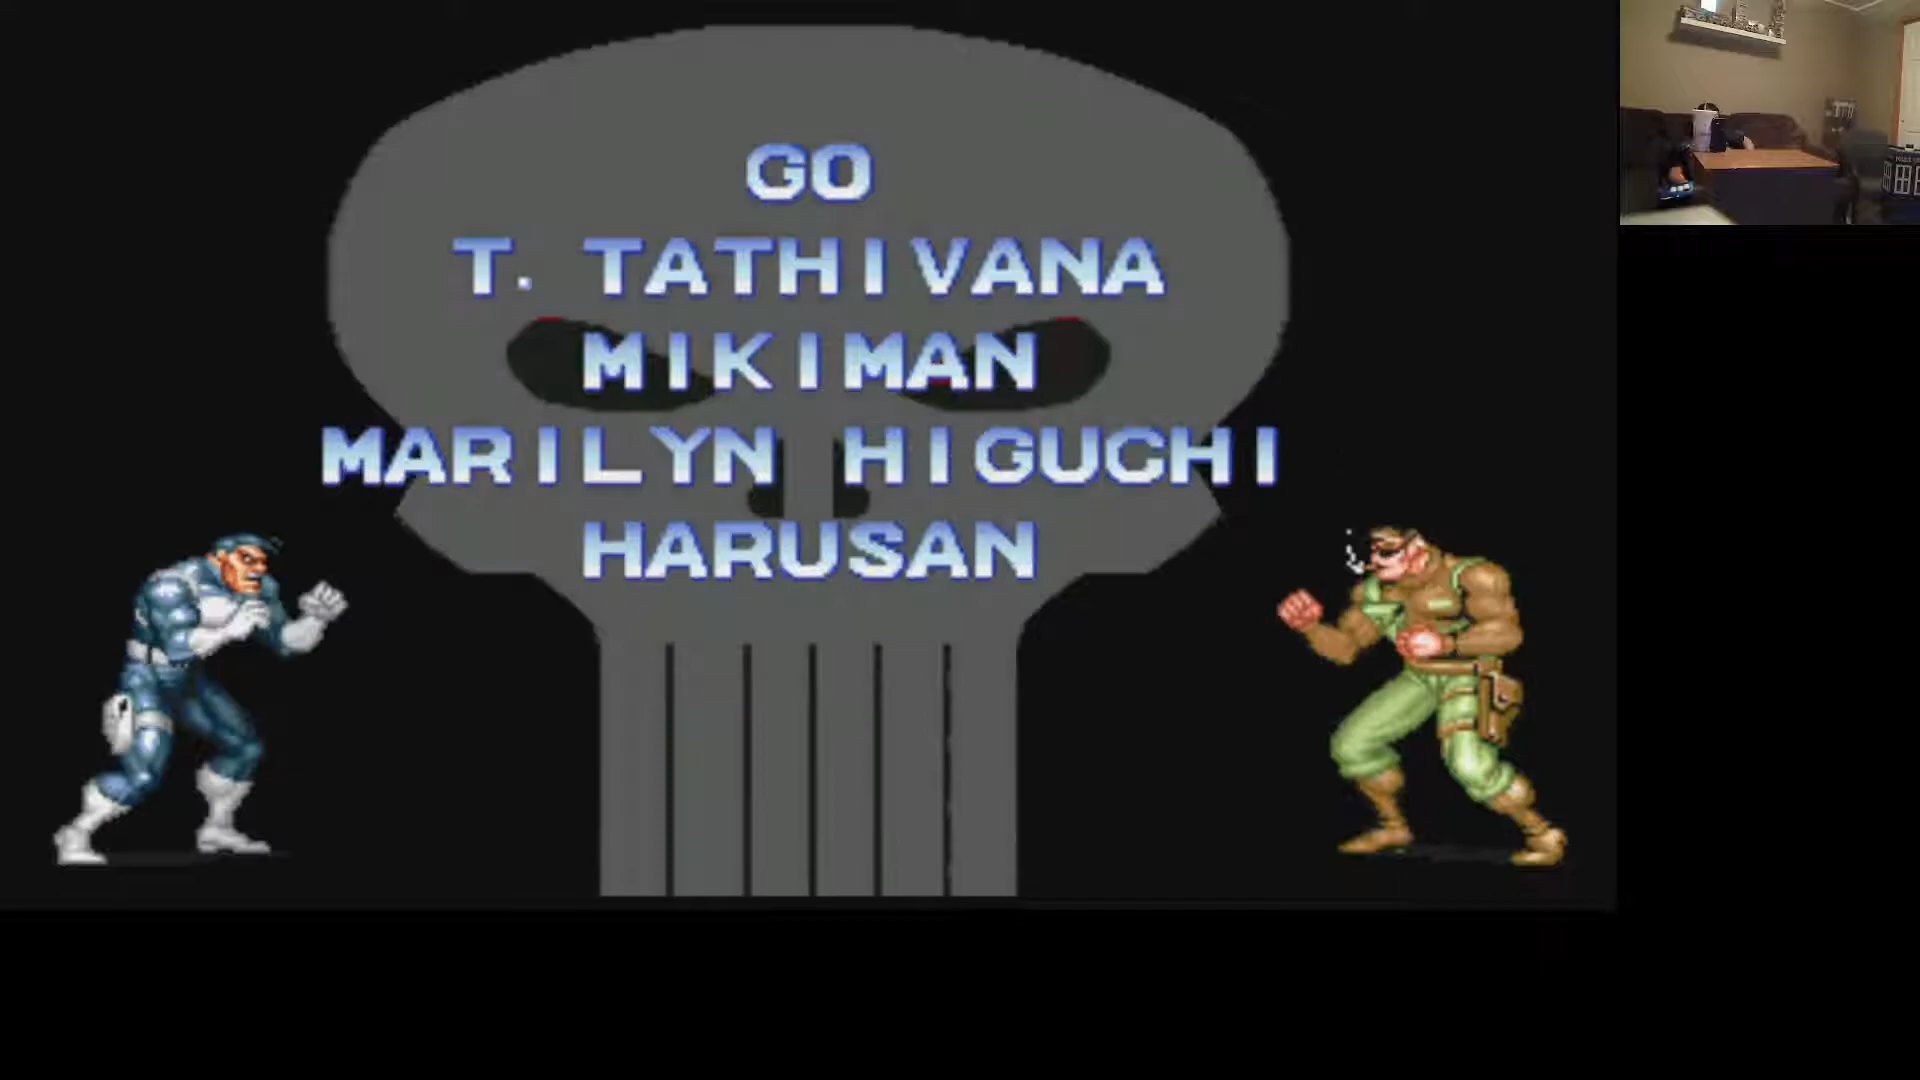 GO
T. TATHIVANA
MIKIMAN
MARILYN HIGUCHI
HARUSAN